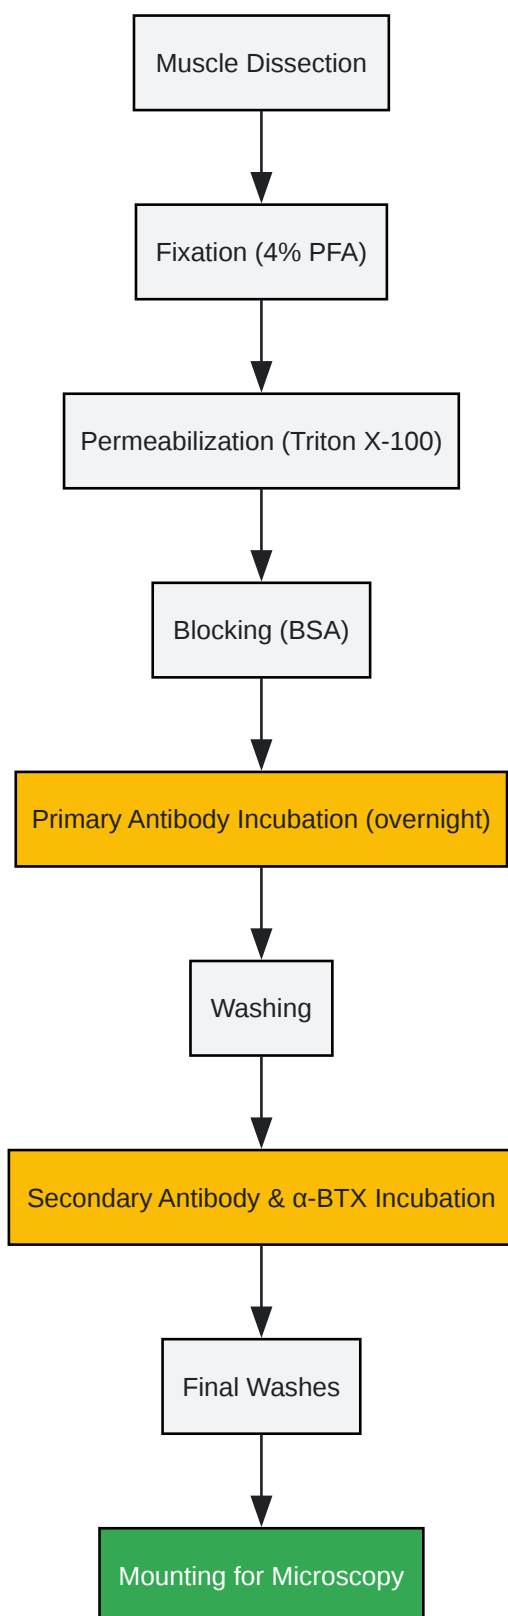 Muscle Dissection
Fixation (4% PFA)
Permeabilization (Triton X-100)
Blocking (BSA)
Primary Antibody Incubation (overnight)
Washing
Secondary Antibody & α-BTX Incubation
Final Washes
Mounting for Microscopy